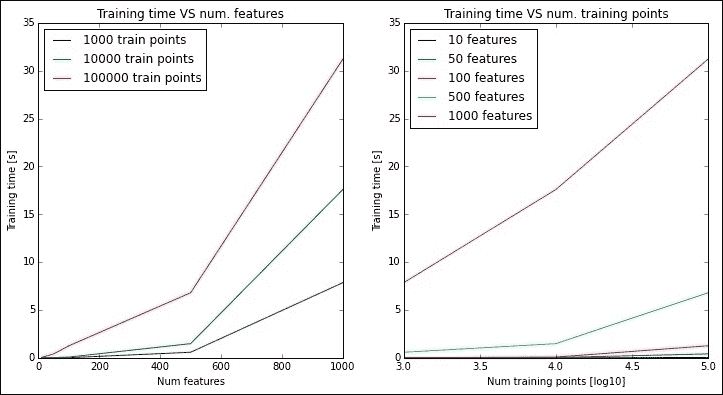 Training time VS num. features
35
30
25
20
15
10
5
0
Training time [s]
1000 train points
10000 train points
100000 train points
0 200 400 600 800 1000
Num features
Training time VS num. training points
35
30
25
20
15
10
5
0
Training time [s]
10 features
50 features
100 features
500 features
1000 features
3.0 3.5 4.0 4.5 5.0
Num training points [log10]